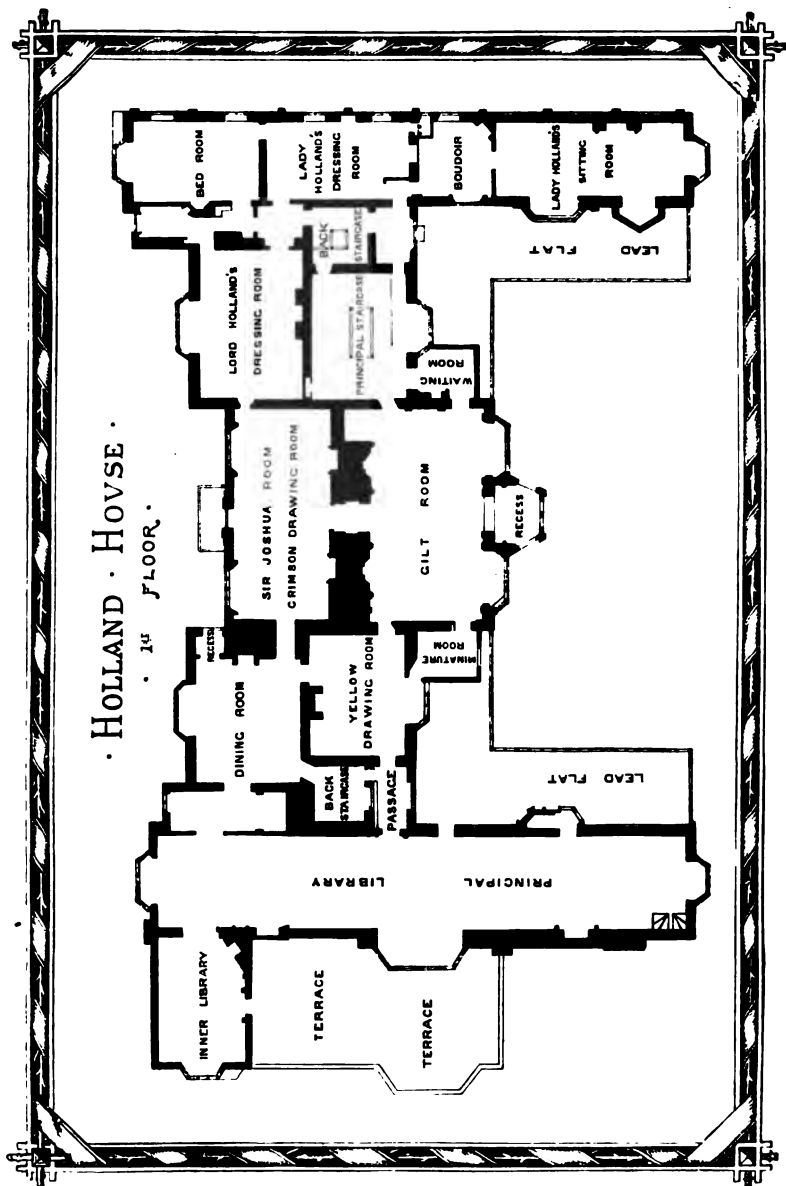 · HOLLAND · HOVSE ·
· 1st FLOOR ·
BED ROOM
LADY
HOLLAND'S
DRESSING
ROOM
BOUDOIR
LADY HOLLAND'S
SITTING
ROOM
LORD HOLLAND'S
DRESSING ROOM
BACK
STAIRCASE
PRINCIPAL STAIRCASE
WAITING
ROOM
LEAD FLAT
SIR JOSHUA. ROOM
CRIMSON DRAWING ROOM
GILT ROOM
RECESS
RECESS
DINING ROOM
YELLOW
DRAWING ROOM
MINATURE
ROOM
BACK
STAIRCASE
PASSAGE
LEAD FLAT
PRINCIPAL LIBRARY
INNER LIBRARY
TERRACE
TERRACE